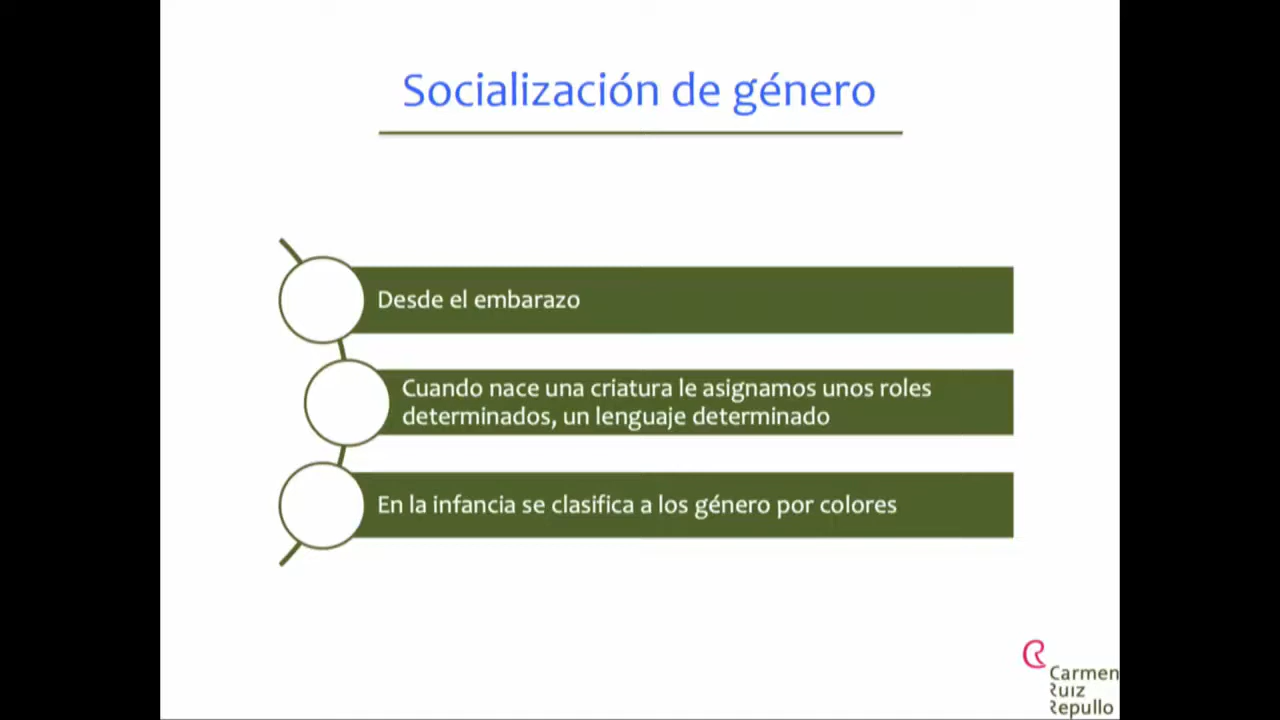 Socialización de género
Desde el embarazo
Cuando nace una criatura le asignamos unos roles
determinados, un lenguaje determinado
En la infancia se clasifica a los género por colores
Carmen
Ruiz
Repullo